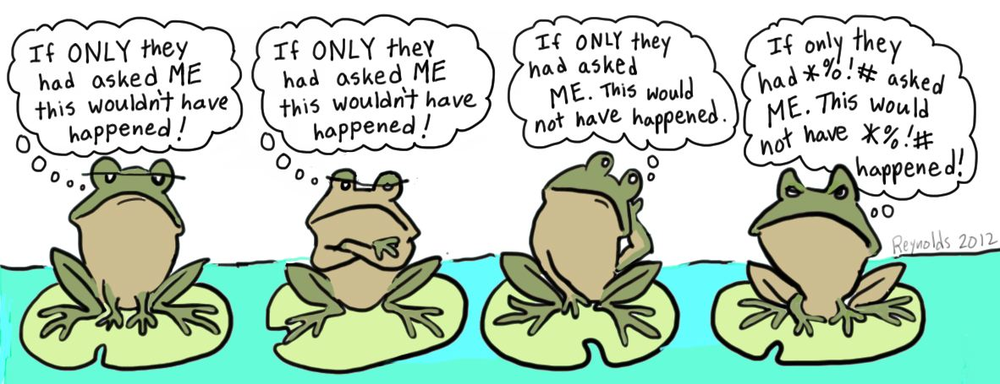 If ONLY they
had asked ME
this wouldn't have
happened!
If ONLY they
had asked ME
this wouldn't have
happened!
If ONLY they
had asked
ME. This would
not have happened.
If only they
had *%!# asked
ME. This would
not have *%!#
happened!
Reynolds 2012